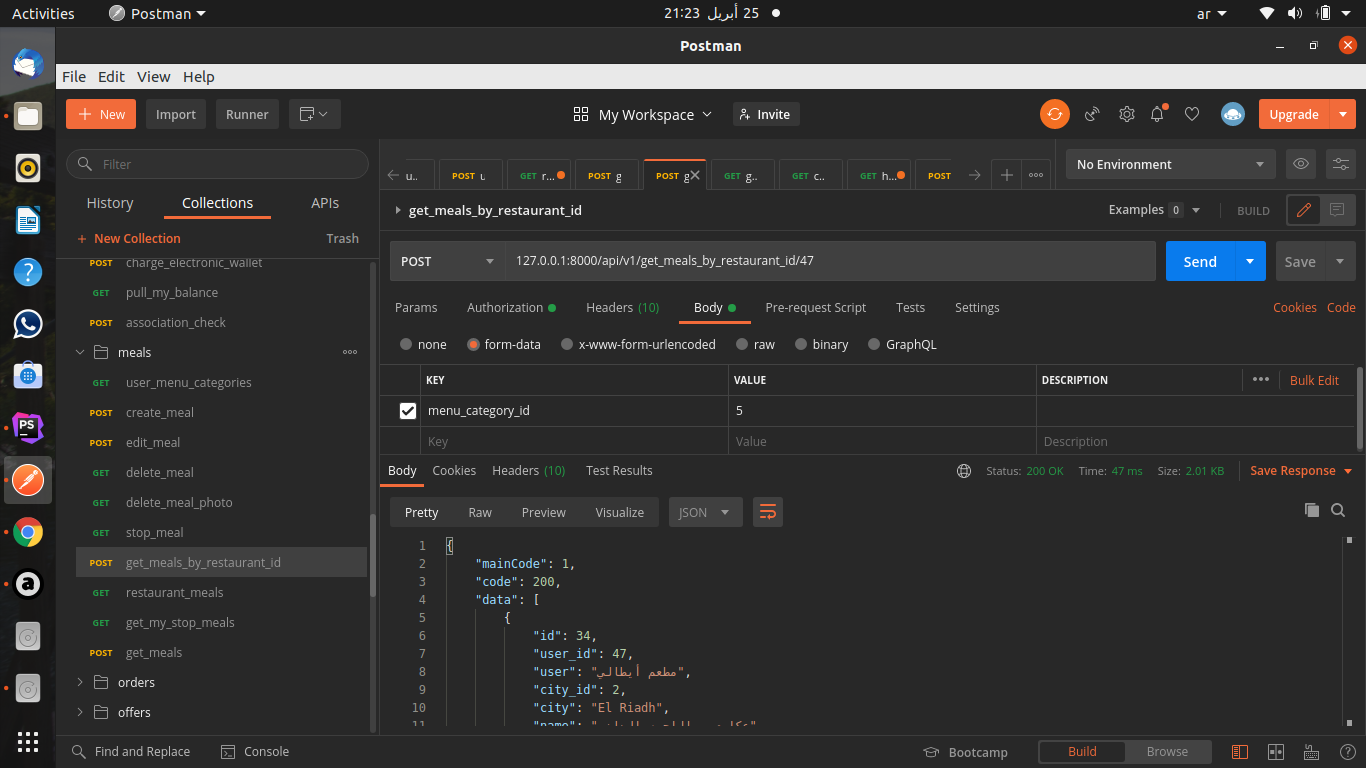 Activities Postman 25 أبريل 21:23 ar
Postman
File Edit View Help
New Import Runner My Workspace Invite Upgrade
Filter
History Collections APIs
New Collection Trash
charge_electronic_wallet
GET pull_my_balance
POST association_check
meals
GET user_menu_categories
POST create_meal
POST edit_meal
GET delete_meal
GET delete_meal_photo
GET stop_meal
POST get_meals_by_restaurant_id
GET restaurant_meals
GET get_my_stop_meals
POST get_meals
orders
offers
u.. POST u GET r... POST g POST g GET g.. GET c.. GET h... POST No Environment
get_meals_by_restaurant_id Examples 0 BUILD
POST 127.0.0.1:8000/api/v1/get_meals_by_restaurant_id/47 Send Save
Params Authorization Headers (10) Body Pre-request Script Tests Settings Cookies Code
none form-data x-www-form-urlencoded raw binary GraphQL
KEY VALUE DESCRIPTION Bulk Edit
menu_category_id 5
Key Value Description
Body Cookies Headers (10) Test Results Status: 200 OK Time: 47 ms Size: 2.01 KB Save Response
Pretty Raw Preview Visualize JSON
1 {
2 "mainCode": 1,
3 "code": 200,
4 "data": [
5 {
6 "id": 34,
7 "user_id": 47,
8 "user": "مطعم أيطالي",
9 "city_id": 2,
10 "city": "El Riadh",
11 "name":
Find and Replace Console Bootcamp Build Browse